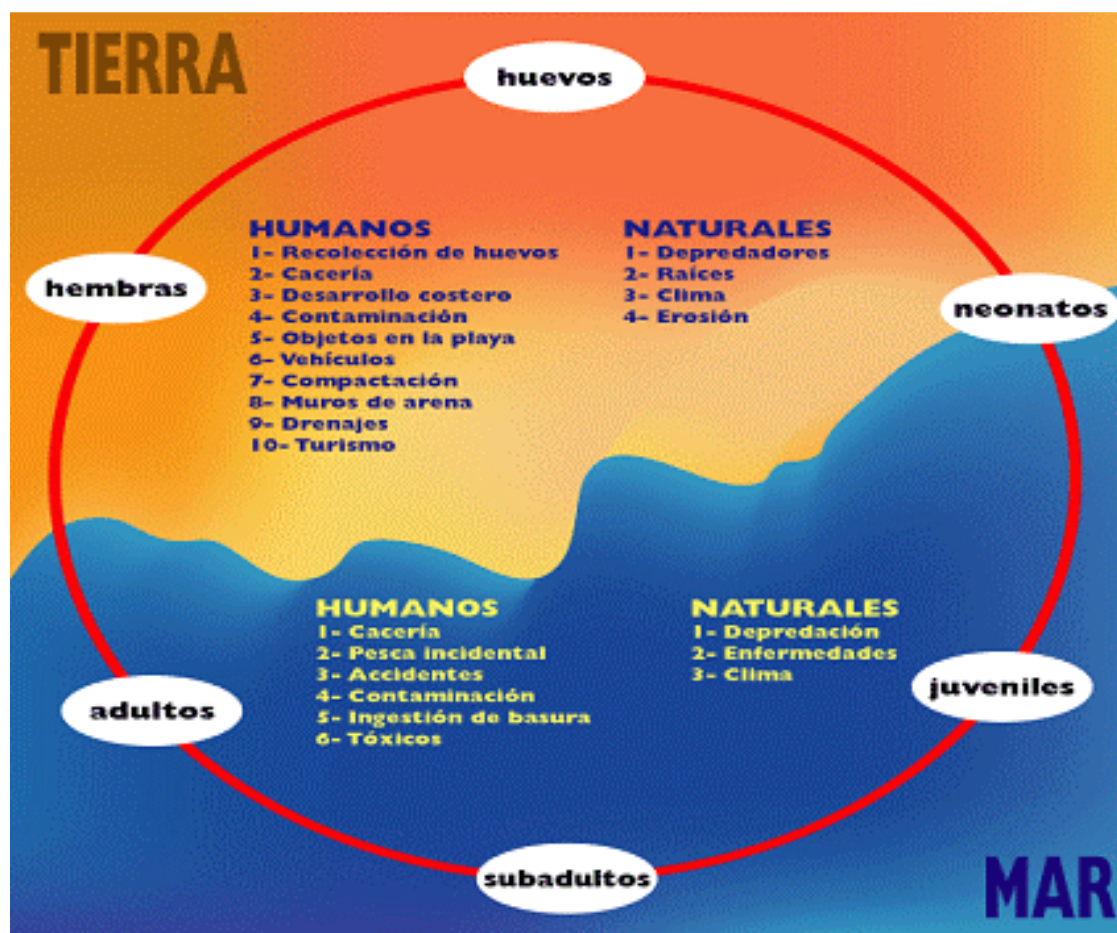 TIERRA
huevos
hembras
neonatos
HUMANOS
1- Recolección de huevos
2- Cacería
3- Desarrollo costero
4- Contaminación
5- Objetos en la playa
6- Vehículos
7- Compactación
8- Muros de arena
9- Drenajes
10- Turismo
NATURALES
1- Depredadores
2- Raíces
3- Clima
4- Erosión
HUMANOS
1- Cacería
2- Pesca incidental
3- Accidentes
4- Contaminación
5- Ingestión de basura
6- Tóxicos
NATURALES
1- Depredación
2- Enfermedades
3- Clima
adultos
juveniles
subadultos
MAR